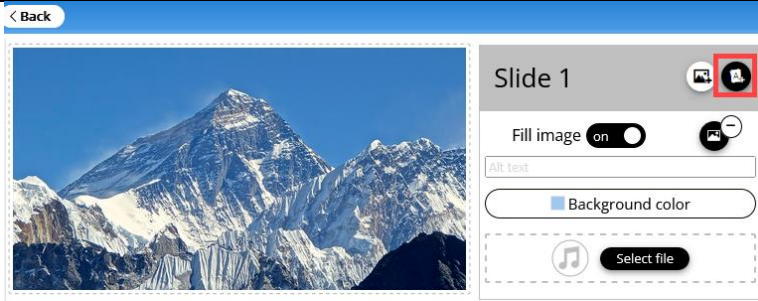 Back
Slide 1
Fill image on
Alt text
Background color
Select file